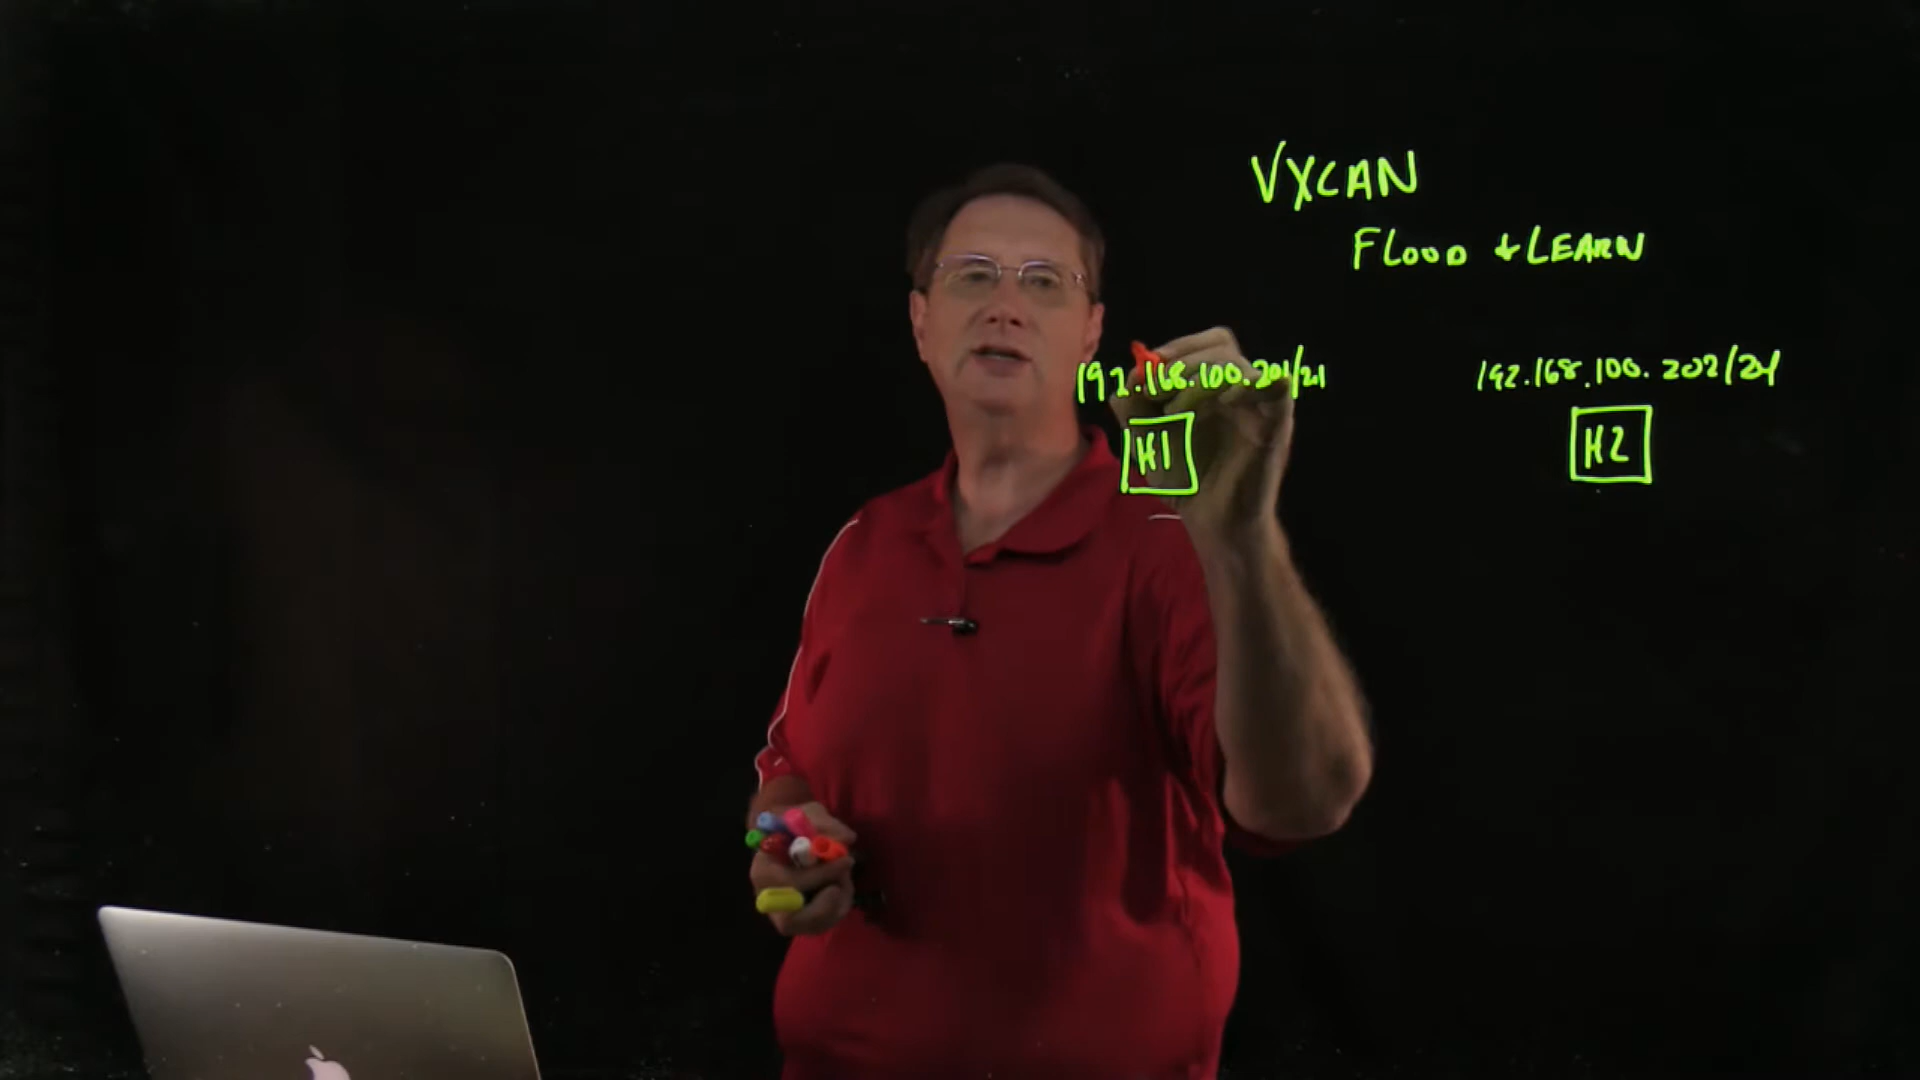 VXLAN
FLOOD + LEARN
192.168.100.201/24
192.168.100.202/24
H1
H2